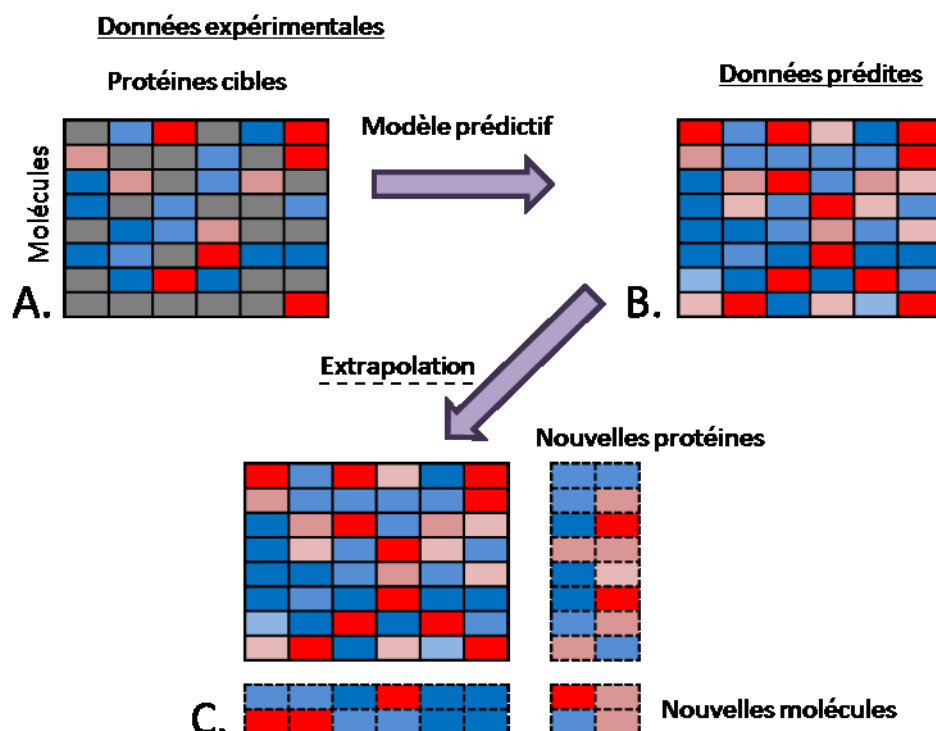 Données expérimentales
Protéines cibles
Données prédites
Modèle prédictif
Molécules
A.
B.
Extrapolation
Nouvelles protéines
C.
Nouvelles molécules